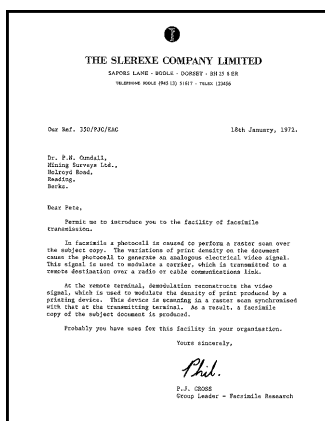 THE SLEREXE COMPANY LIMITED
SAPORS LANE - BOOLE - DORSET - BH 25 8 ER
TELEPHONE BOOLE (945 13) 51617 - TELEX 123456
Our Ref. 350/PJC/EAC 18th January, 1972.
Dr. P.N. Cundall,
Mining Surveys Ltd.,
Holroyd Road,
Reading,
Berks.
Dear Pete,
Permit me to introduce you to the facility of facsimile
transmission.
In facsimile a photocell is caused to perform a raster scan over
the subject copy. The variations of print density on the document
cause the photocell to generate an analogous electrical video signal.
This signal is used to modulate a carrier, which is transmitted to a
remote destination over a radio or cable communications link.
At the remote terminal, demodulation reconstructs the video
signal, which is used to modulate the density of print produced by a
printing device. This device is scanning in a raster scan synchronised
with that at the transmitting terminal. As a result, a facsimile
copy of the subject document is produced.
Probably you have uses for this facility in your organisation.
Yours sincerely,
Phil.
P.J. CROSS
Group Leader - Facsimile Research